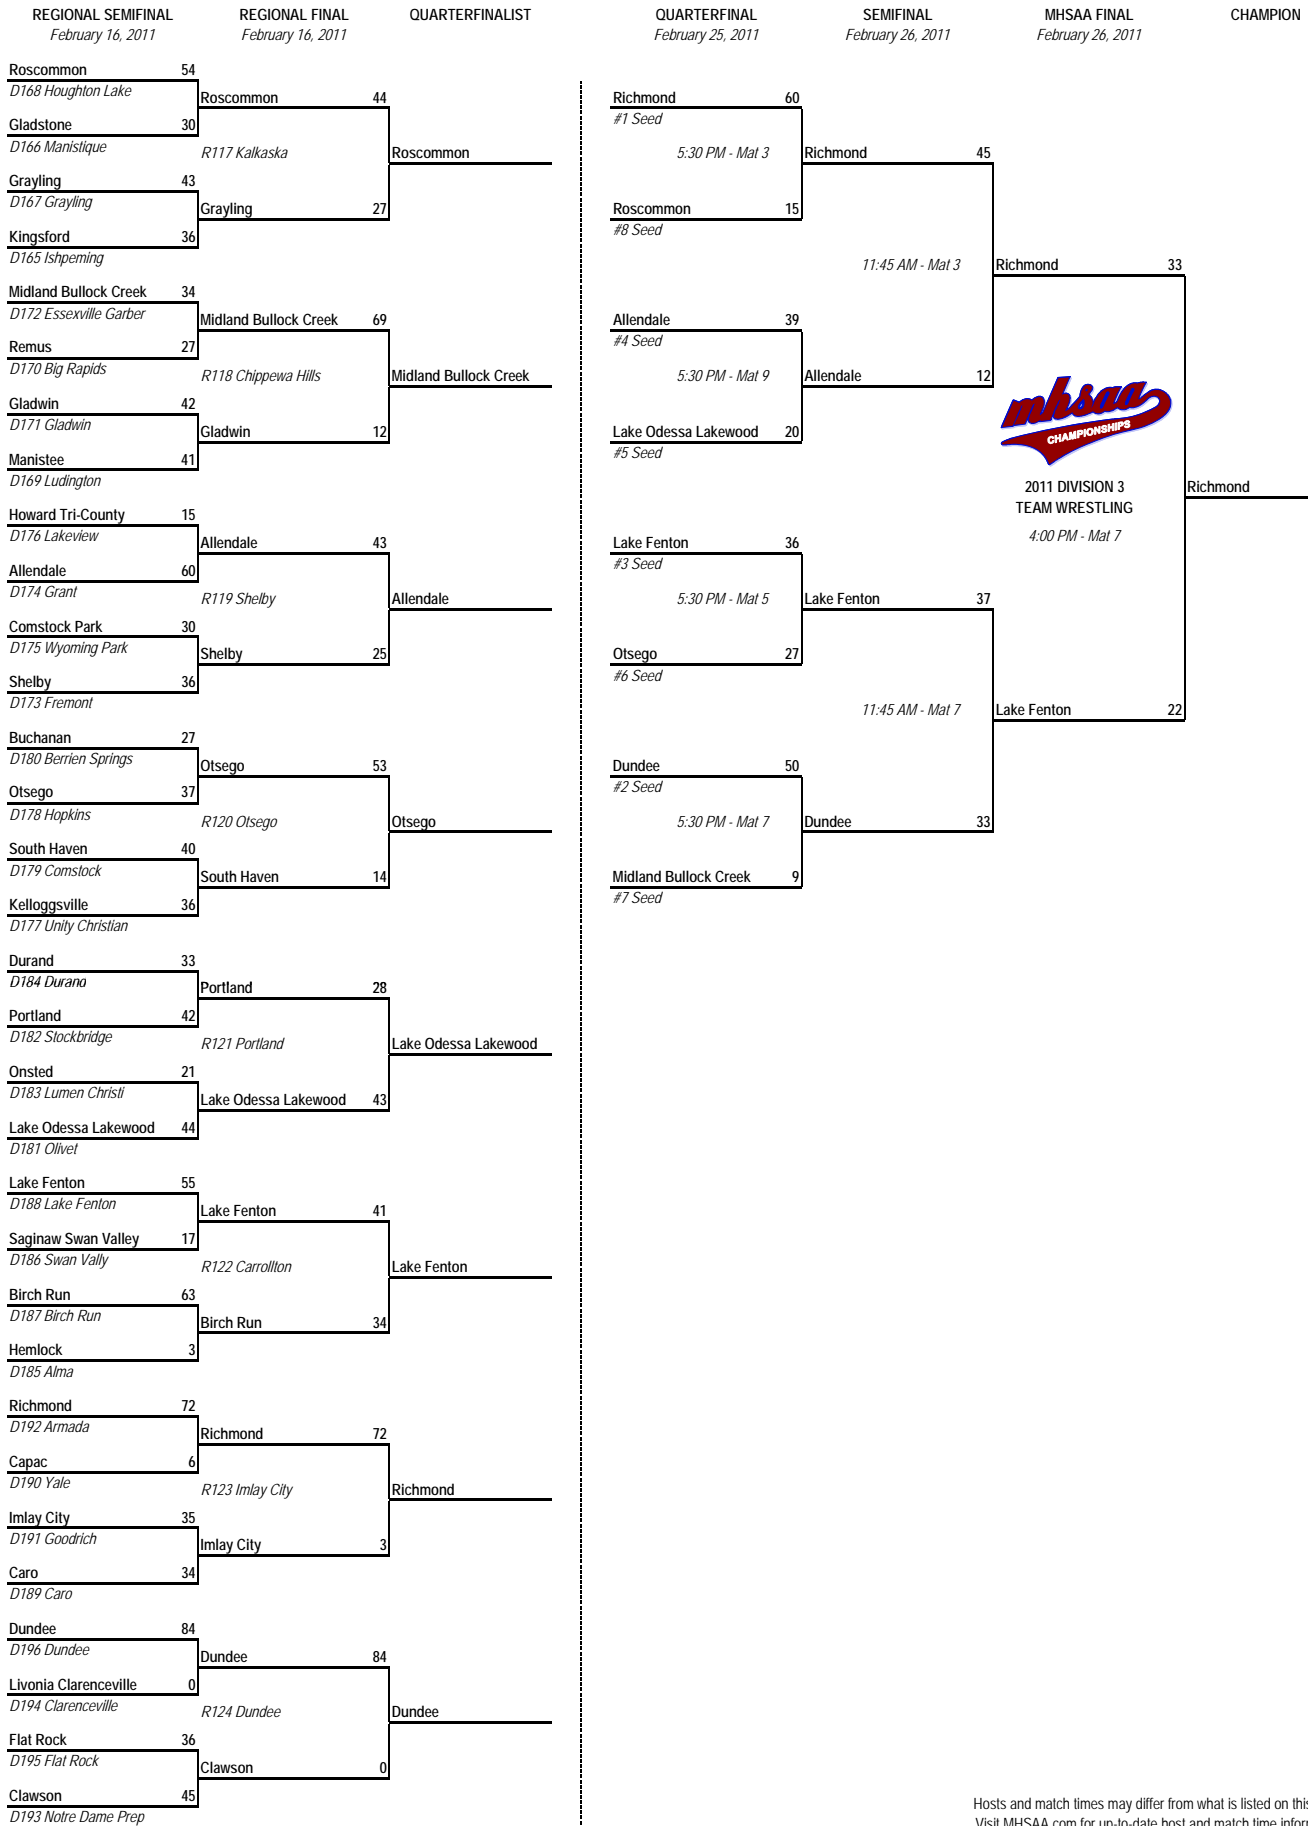 REGIONAL SEMIFINAL
February 16, 2011
Roscommon 54
D168 Houghton Lake
Gladstone 30
D166 Manistique
Grayling 43
D167 Grayling
Kingsford 36
D165 Ishpeming
Midland Bullock Creek 34
D172 Essexville Garber
Remus 27
D170 Big Rapids
Gladwin 42
D171 Gladwin
Manistee 41
D169 Ludington
Howard Tri-County 15
D176 Lakeview
Allendale 60
D174 Grant
Comstock Park 30
D175 Wyoming Park
Shelby 36
D173 Fremont
Buchanan 27
D180 Berrien Springs
Otsego 37
D178 Hopkins
South Haven 40
D179 Comstock
Kelloggsville 36
D177 Unity Christian
Durand 33
D184 Durand
Portland 42
D182 Stockbridge
Onsted 21
D183 Lumen Christi
Lake Odessa Lakewood 44
D181 Olivet
Lake Fenton 55
D188 Lake Fenton
Saginaw Swan Valley 17
D186 Swan Vally
Birch Run 63
D187 Birch Run
Hemlock 3
D185 Alma
Richmond 72
D192 Armada
Capac 6
D190 Yale
Imlay City 35
D191 Goodrich
Caro 34
D189 Caro
Dundee 84
D196 Dundee
Livonia Clarenceville 0
D194 Clarenceville
Flat Rock 36
D195 Flat Rock
Clawson 45
D193 Notre Dame Prep
REGIONAL FINAL
February 16, 2011
Roscommon 44
R117 Kalkaska
Grayling 27
Midland Bullock Creek 69
R118 Chippewa Hills
Gladwin 12
Allendale 43
R119 Shelby
Shelby 25
Otsego 53
R120 Otsego
South Haven 14
Portland 28
R121 Portland
Lake Odessa Lakewood 43
Lake Fenton 41
R122 Carrollton
Birch Run 34
Richmond 72
R123 Imlay City
Imlay City 3
Dundee 84
R124 Dundee
Clawson 0
QUARTERFINALIST
Roscommon
Midland Bullock Creek
Allendale
Otsego
Lake Odessa Lakewood
Lake Fenton
Richmond
Dundee
QUARTERFINAL
February 25, 2011
Richmond 60
#1 Seed
5:30 PM - Mat 3
Roscommon 15
#8 Seed
Allendale 39
#4 Seed
5:30 PM - Mat 9
Lake Odessa Lakewood 20
#5 Seed
Lake Fenton 36
#3 Seed
5:30 PM - Mat 5
Otsego 27
#6 Seed
Dundee 50
#2 Seed
5:30 PM - Mat 7
Midland Bullock Creek 9
#7 Seed
SEMIFINAL
February 26, 2011
Richmond 45
11:45 AM - Mat 3
Allendale 12
Lake Fenton 37
11:45 AM - Mat 7
Dundee 33
MHSAA FINAL
February 26, 2011
Richmond 33
mhsaa
CHAMPIONSHIPS
2011 DIVISION 3
TEAM WRESTLING
4:00 PM - Mat 7
Lake Fenton 22
CHAMPION
Richmond
Hosts and match times may differ from what is listed on this
Visit MHSAA.com for up-to-date host and match time